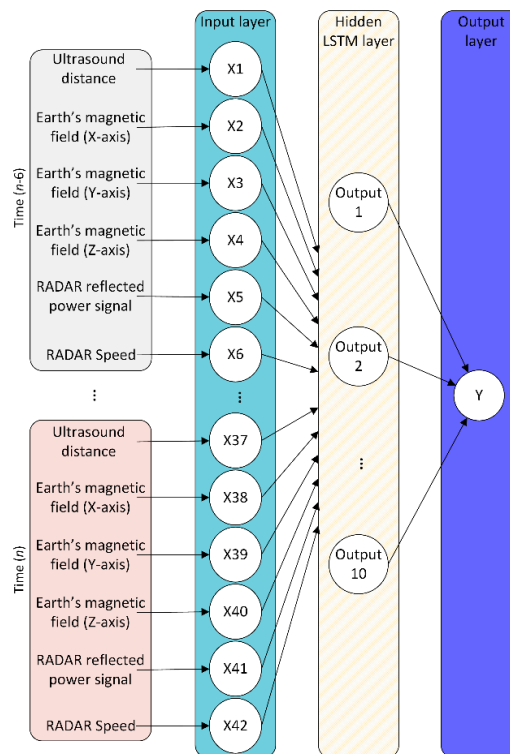 Input layer
Hidden
LSTM layer
Output
layer
Time (n-6)
Ultrasound
distance
X1
Earth's magnetic
field (X-axis)
X2
Earth's magnetic
field (Y-axis)
X3
Earth's magnetic
field (Z-axis)
X4
RADAR reflected
power signal
X5
RADAR Speed
X6
Output
1
Output
2
...
Output
10
Y
...
...
Time (n)
Ultrasound
distance
X37
Earth's magnetic
field (X-axis)
X38
Earth's magnetic
field (Y-axis)
X39
Earth's magnetic
field (Z-axis)
X40
RADAR reflected
power signal
X41
RADAR Speed
X42